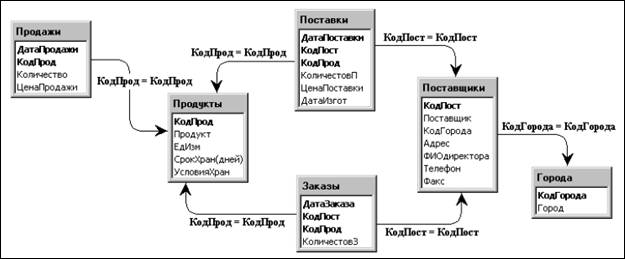 Продажи
ДатаПродажи
КодПрод
Количество
ЦенаПродажи
КодПрод = КодПрод
Продукты
КодПрод
Продукт
ЕдИзм
СрокХран(дней)
УсловияХран
КодПрод = КодПрод
Поставки
ДатаПоставки
КодПост
КодПрод
КоличестовП
ЦенаПоставки
ДатаИзгот
КодПост = КодПост
Поставщики
КодПост
Поставщик
КодГорода
Адрес
ФИОдиректора
Телефон
Факс
КодГорода = КодГорода
Города
КодГорода
Город
Заказы
ДатаЗаказа
КодПост
КодПрод
КоличестовЗ
КодПрод = КодПрод
КодПост = КодПост